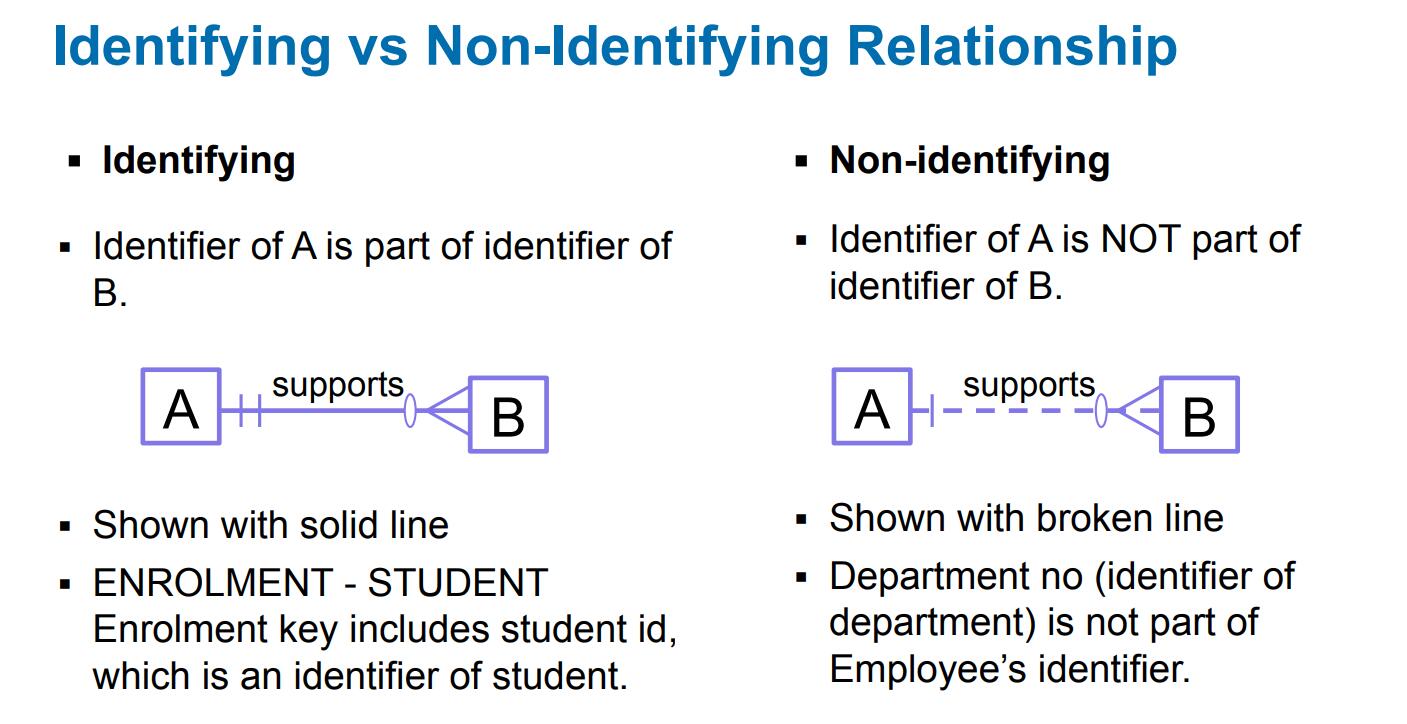 Identifying vs Non-Identifying Relationship
▪ Identifying
▪ Identifier of A is part of identifier of
B.
A supports B
▪ Shown with solid line
▪ ENROLMENT - STUDENT
Enrolment key includes student id,
which is an identifier of student.
▪ Non-identifying
▪ Identifier of A is NOT part of
identifier of B.
A supports B
▪ Shown with broken line
▪ Department no (identifier of
department) is not part of
Employee’s identifier.